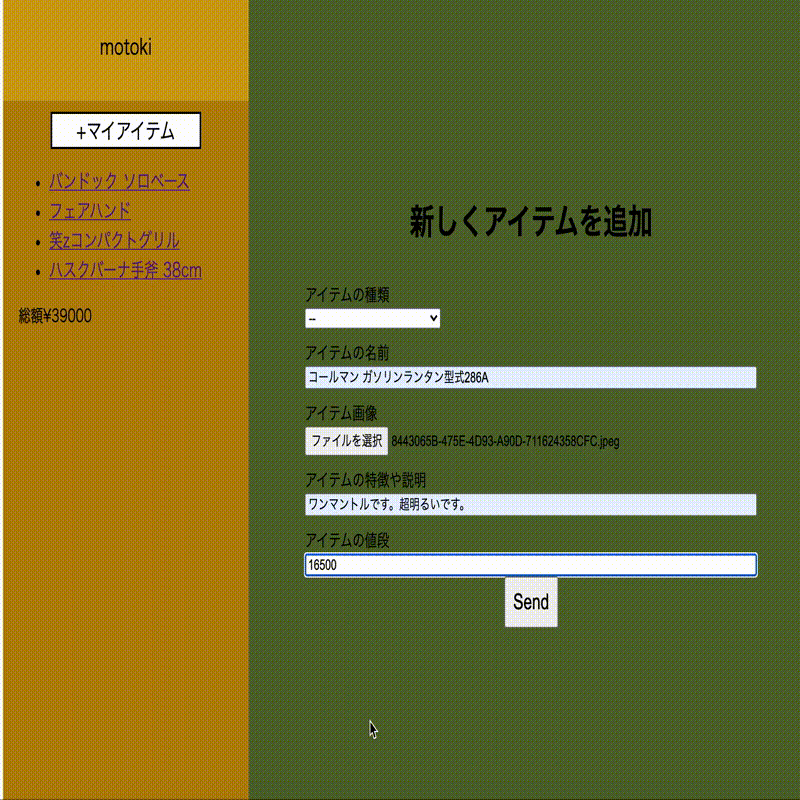 motoki
+マイアイテム
バンドック ソロベース
フェアハンド
笑zコンパクトグリル
ハスクバーナ手斧 38cm
総額¥39000
新しくアイテムを追加
アイテムの種類
--
アイテムの名前
コールマン ガソリンランタン型式286A
アイテム画像
ファイルを選択 8443065B-475E-4D93-A90D-711624358CFC.jpeg
アイテムの特徴や説明
ワンマントルです。超明るいです。
アイテムの値段
16500
Send